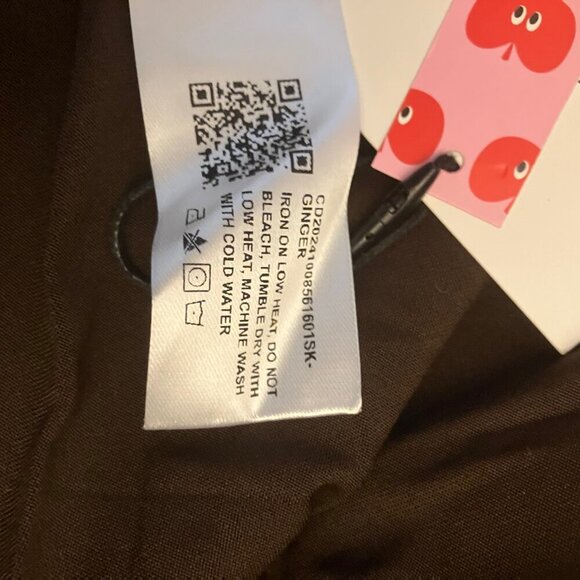 CD20241008561601SK-
GINGER
IRON ON LOW HEAT, DO NOT
BLEACH, TUMBLE DRY WITH
LOW HEAT, MACHINE WASH
WITH COLD WATER